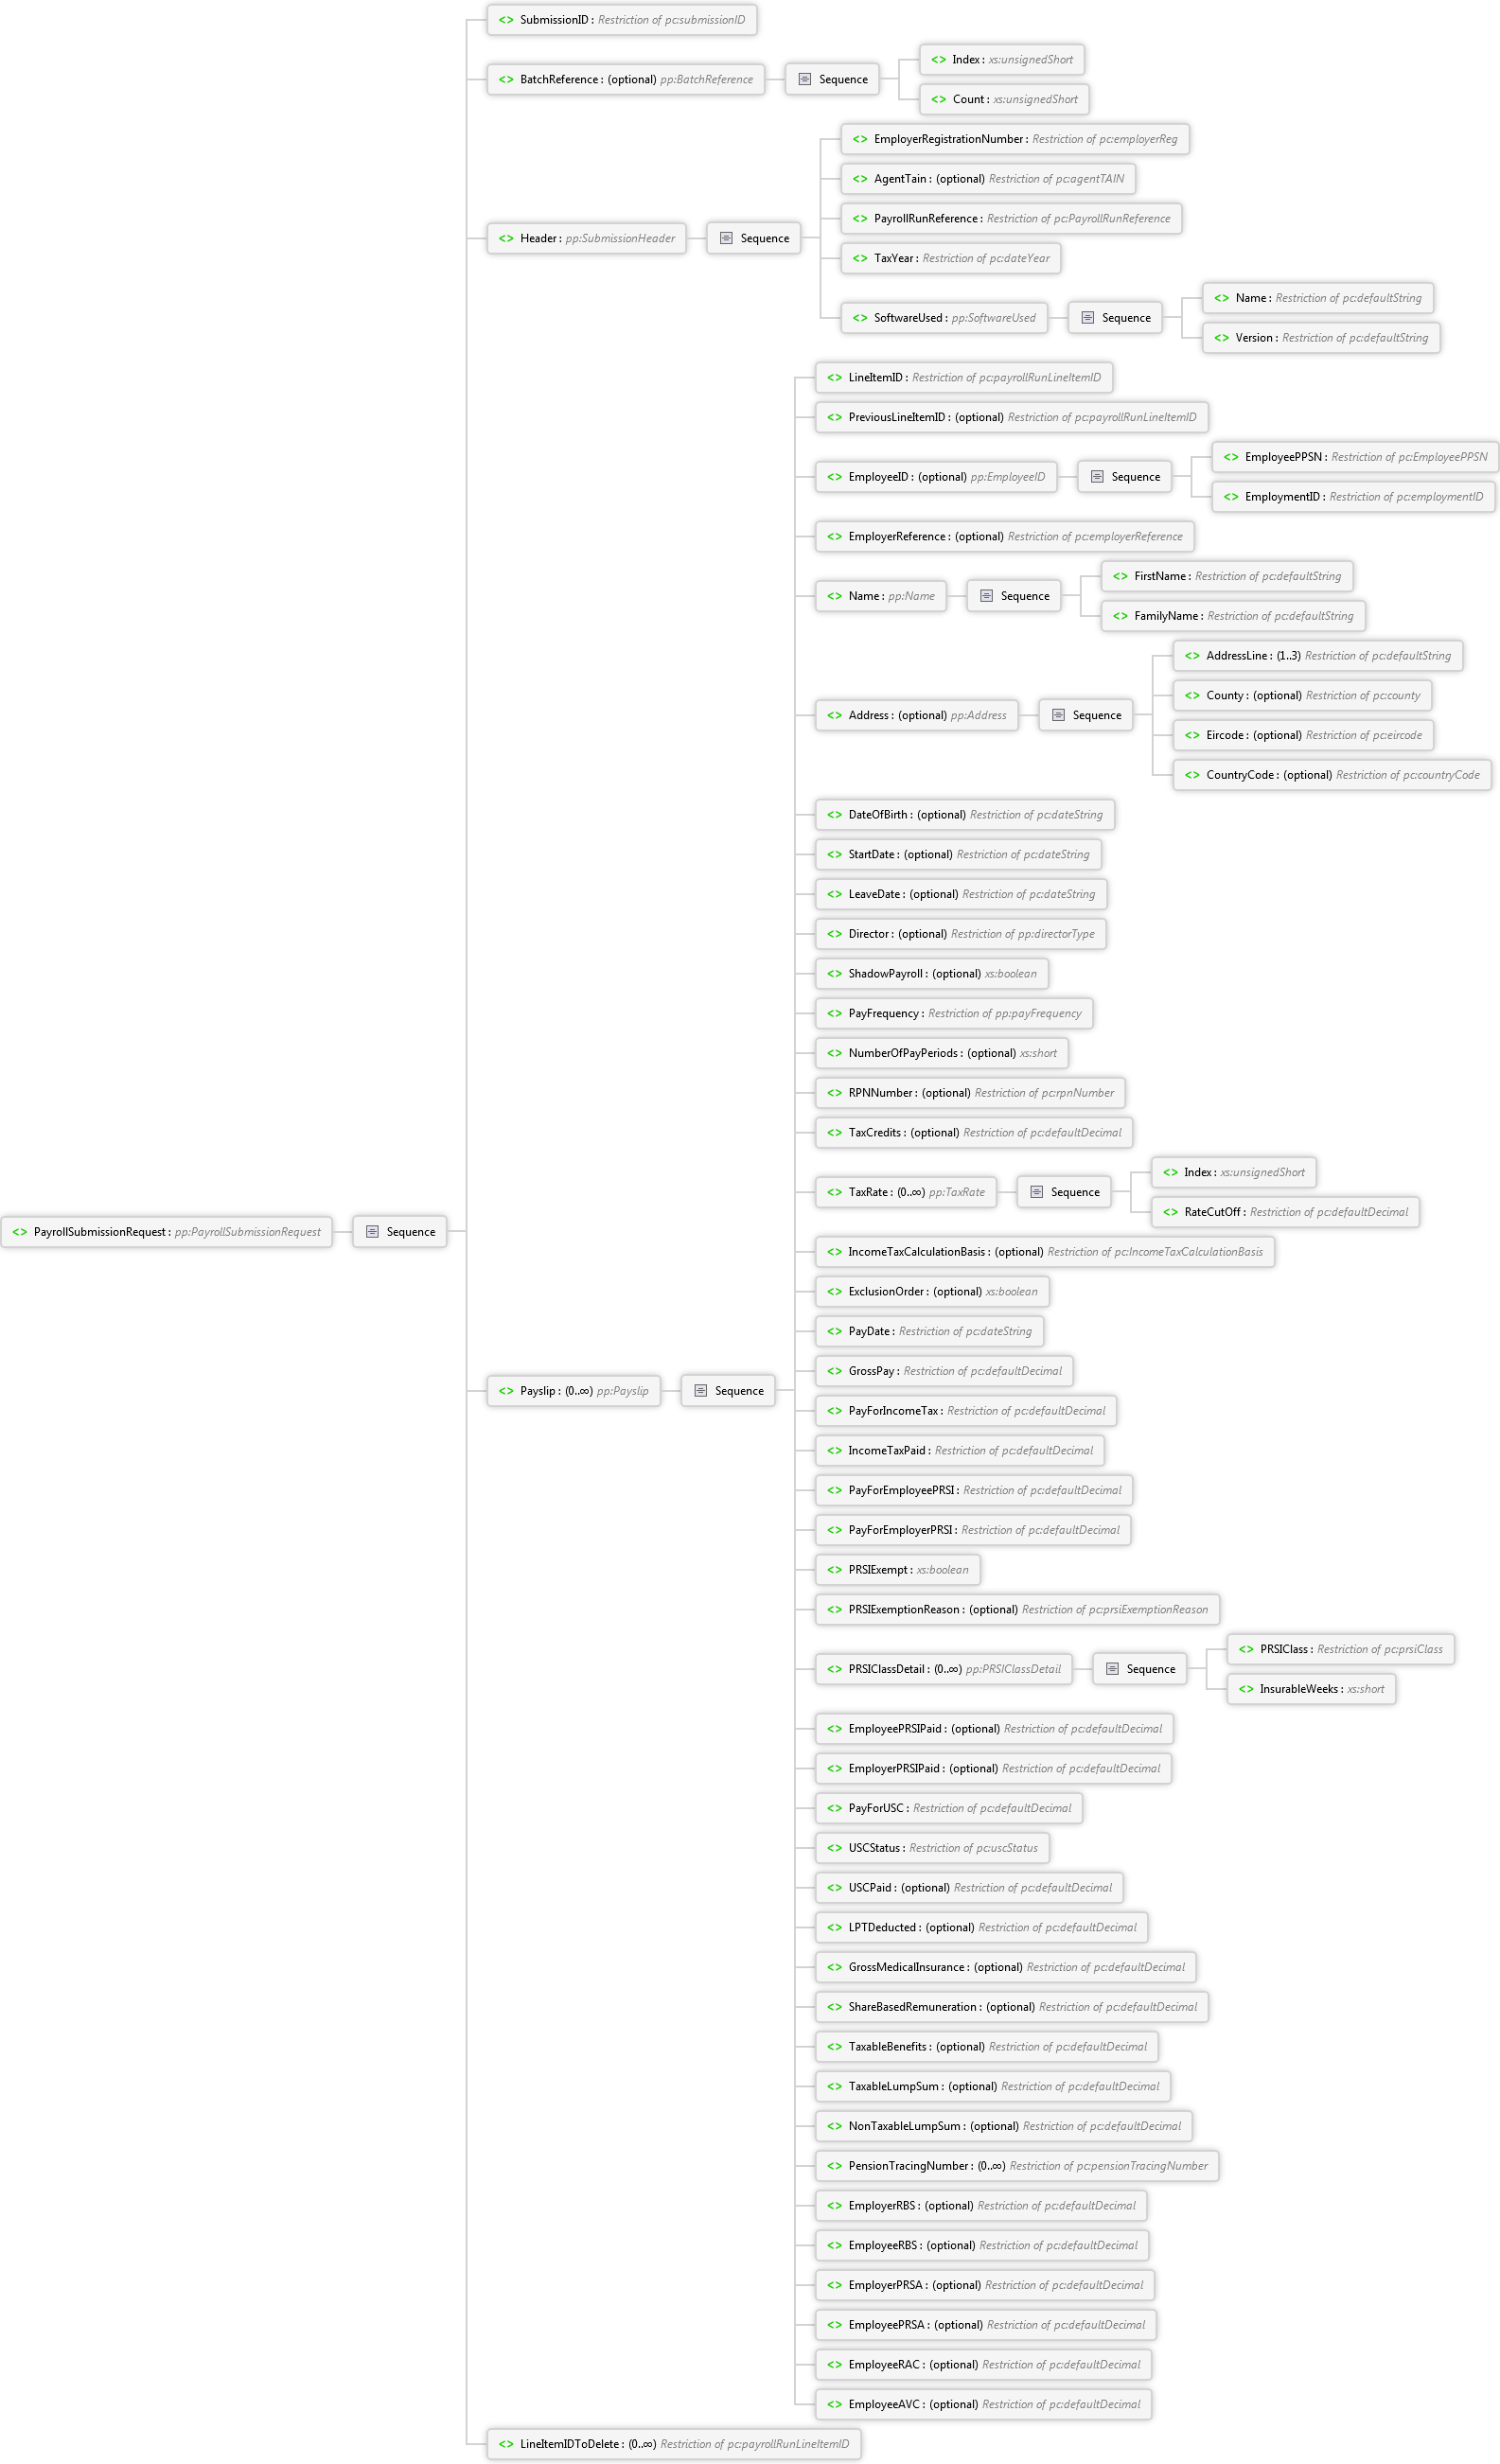 <> SubmissionID : Restriction of pc:submissionID
<> BatchReference : (optional) pp:BatchReference
Sequence
<> Index : xs:unsignedShort
<> Count : xs:unsignedShort
<> Header : pp:SubmissionHeader
Sequence
<> EmployerRegistrationNumber : Restriction of pc:employerReg
<> AgentTain : (optional) Restriction of pc:agentTAIN
<> PayrollRunReference : Restriction of pc:PayrollRunReference
<> TaxYear : Restriction of pc:dateYear
<> SoftwareUsed : pp:SoftwareUsed
Sequence
<> Name : Restriction of pc:defaultString
<> Version : Restriction of pc:defaultString
<> LineItemID : Restriction of pc:payrollRunLineItemID
<> PreviousLineItemID : (optional) Restriction of pc:payrollRunLineItemID
<> EmployeeID : (optional) pp:EmployeeID
Sequence
<> EmployeePPSN : Restriction of pc:EmployeePPSN
<> EmploymentID : Restriction of pc:employmentID
<> EmployerReference : (optional) Restriction of pc:employerReference
<> Name : pp:Name
Sequence
<> FirstName : Restriction of pc:defaultString
<> FamilyName : Restriction of pc:defaultString
<> Address : (optional) pp:Address
Sequence
<> AddressLine : (1..3) Restriction of pc:defaultString
<> County : (optional) Restriction of pc:county
<> Eircode : (optional) Restriction of pc:eircode
<> CountryCode : (optional) Restriction of pc:countryCode
<> DateOfBirth : (optional) Restriction of pc:dateString
<> StartDate : (optional) Restriction of pc:dateString
<> LeaveDate : (optional) Restriction of pc:dateString
<> Director : (optional) Restriction of pp:directorType
<> ShadowPayroll : (optional) xs:boolean
<> PayFrequency : Restriction of pp:payFrequency
<> NumberOfPayPeriods : (optional) xs:short
<> RPNNumber : (optional) Restriction of pc:rpnNumber
<> TaxCredits : (optional) Restriction of pc:defaultDecimal
<> TaxRate : (0..∞) pp:TaxRate
Sequence
<> Index : xs:unsignedShort
<> RateCutOff : Restriction of pc:defaultDecimal
<> PayrollSubmissionRequest : pp:PayrollSubmissionRequest
Sequence
<> IncomeTaxCalculationBasis : (optional) Restriction of pc:IncomeTaxCalculationBasis
<> ExclusionOrder : (optional) xs:boolean
<> PayDate : Restriction of pc:dateString
<> GrossPay : Restriction of pc:defaultDecimal
<> Payslip : (0..∞) pp:Payslip
Sequence
<> PayForIncomeTax : Restriction of pc:defaultDecimal
<> IncomeTaxPaid : Restriction of pc:defaultDecimal
<> PayForEmployeePRSI : Restriction of pc:defaultDecimal
<> PayForEmployerPRSI : Restriction of pc:defaultDecimal
<> PRSIExempt : xs:boolean
<> PRSIExemptionReason : (optional) Restriction of pc:prsiExemptionReason
<> PRSIClassDetail : (0..∞) pp:PRSIClassDetail
Sequence
<> PRSIClass : Restriction of pc:prsiClass
<> InsurableWeeks : xs:short
<> EmployeePRSIPaid : (optional) Restriction of pc:defaultDecimal
<> EmployerPRSIPaid : (optional) Restriction of pc:defaultDecimal
<> PayForUSC : Restriction of pc:defaultDecimal
<> USCStatus : Restriction of pc:uscStatus
<> USCPaid : (optional) Restriction of pc:defaultDecimal
<> LPTDeducted : (optional) Restriction of pc:defaultDecimal
<> GrossMedicalInsurance : (optional) Restriction of pc:defaultDecimal
<> ShareBasedRemuneration : (optional) Restriction of pc:defaultDecimal
<> TaxableBenefits : (optional) Restriction of pc:defaultDecimal
<> TaxableLumpSum : (optional) Restriction of pc:defaultDecimal
<> NonTaxableLumpSum : (optional) Restriction of pc:defaultDecimal
<> PensionTracingNumber : (0..∞) Restriction of pc:pensionTracingNumber
<> EmployerRBS : (optional) Restriction of pc:defaultDecimal
<> EmployeeRBS : (optional) Restriction of pc:defaultDecimal
<> EmployerPRSA : (optional) Restriction of pc:defaultDecimal
<> EmployeePRSA : (optional) Restriction of pc:defaultDecimal
<> EmployeeRAC : (optional) Restriction of pc:defaultDecimal
<> EmployeeAVC : (optional) Restriction of pc:defaultDecimal
<> LineItemIDToDelete : (0..∞) Restriction of pc:payrollRunLineItemID